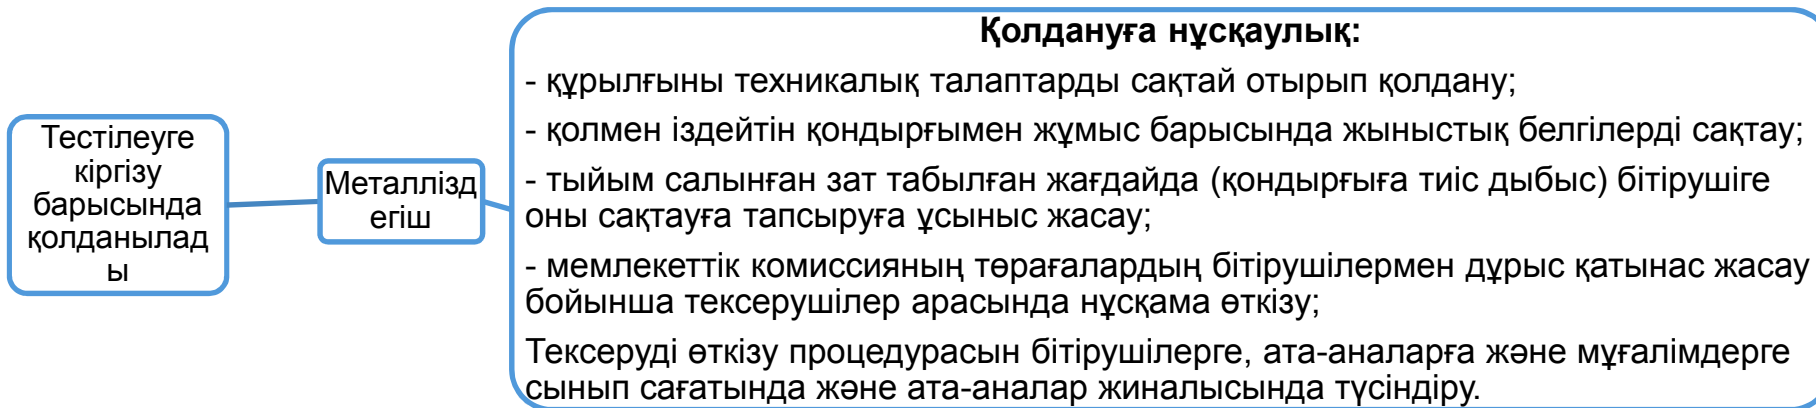 Тестілеуге
кіргізу
барысында
қолданылад
ы
Металлізд
егіш
Қолдануға нұсқаулық:
- құрылғыны техникалық талаптарды сақтай отырып қолдану;
- қолмен іздейтін қондырғымен жұмыс барысында жыныстық белгілерді сақтау;
- тыйым салынған зат табылған жағдайда (қондырғыға тиіс дыбыс) бітірушіге
оны сақтауға тапсыруға ұсыныс жасау;
- мемлекеттік комиссияның төрағалардың бітірушілермен дұрыс қатынас жасау
бойынша тексерушілер арасында нұсқама өткізу;
Тексеруді өткізу процедурасын бітірушілерге, ата-аналарға және мұғалімдерге
сынып сағатында және ата-аналар жиналысында түсіндіру.